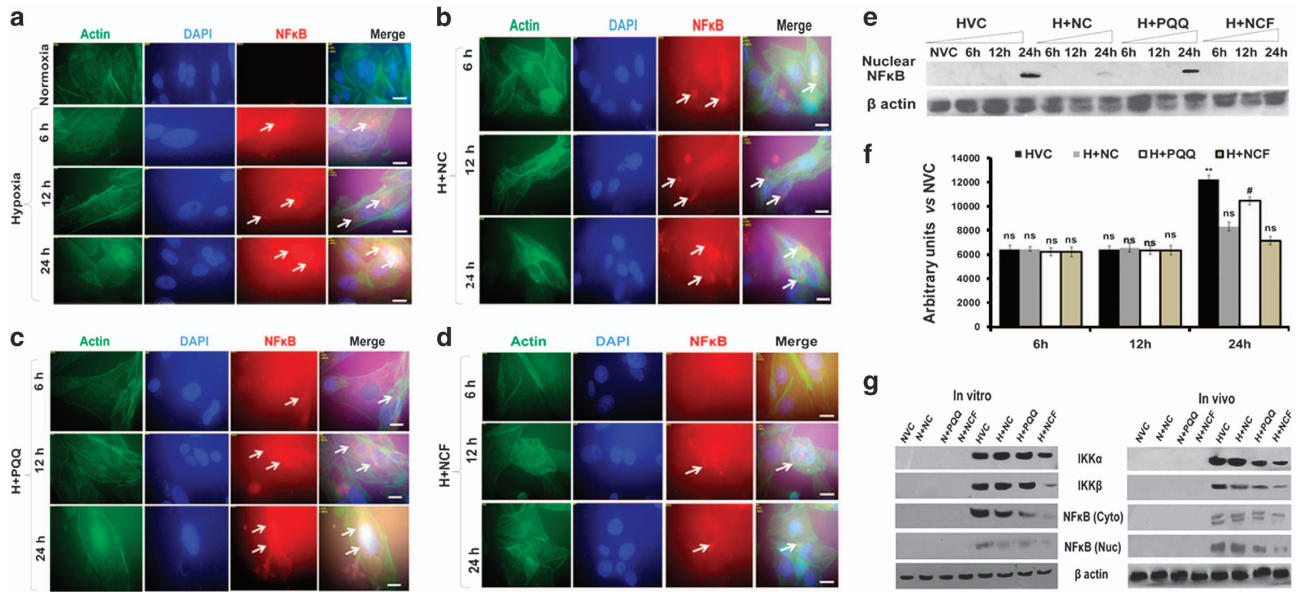 a
Actin DAPI NFκB Merge
Normoxia
Hypoxia
6 h
12 h
24 h
b
Actin DAPI NFκB Merge
H+NC
6 h
12 h
24 h
c
Actin DAPI NFκB Merge
H+PQQ
6 h
12 h
24 h
d
Actin DAPI NFκB Merge
H+NCF
6 h
12 h
24 h
e
HVC H+NC H+PQQ H+NCF
NVC 6h 12h 24h 6h 12h 24h 6h 12h 24h 6h 12h 24h
Nuclear
NFκB
β actin
f
HVC H+NC H+PQQ H+NCF
Arbitrary units vs NVC
14000
12000
10000
8000
6000
4000
2000
0
ns ns ns ns
ns ns ns ns
** ns # ns
6h 12h 24h
g
In vitro In vivo
NVC N+NC N+PQQ N+NCF HVC H+NC H+PQQ H+NCF
NVC N+NC N+PQQ N+NCF HVC H+NC H+PQQ H+NCF
IKKα
IKKβ
NFκB (Cyto)
NFκB (Nuc)
β actin